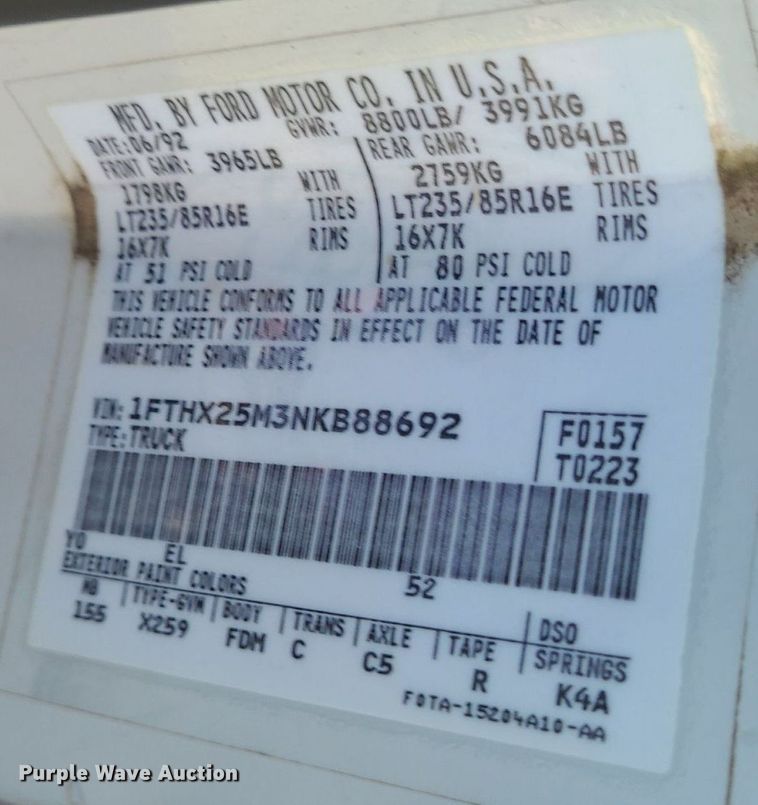 MFD. BY FORD MOTOR CO. IN U.S.A.
DATE: 06/92 GVWR: 8800LB/ 3991KG
FRONT GAWR: 3965LB REAR GAWR: 6084LB
1798KG WITH 2759KG WITH
LT235/85R16E TIRES LT235/85R16E TIRES
16X7K RIMS 16X7K RIMS
AT 51 PSI COLD AT 80 PSI COLD
THIS VEHICLE CONFORMS TO ALL APPLICABLE FEDERAL MOTOR
VEHICLE SAFETY STANDARDS IN EFFECT ON THE DATE OF
MANUFACTURE SHOWN ABOVE.
VIN: 1FTHX25M3NKB88692 F0157
TYPE: TRUCK T0223
YO EL 52
EXTERIOR PAINT COLORS DSO
WB TYPE-GVW BODY TRANS AXLE TAPE SPRINGS
155 X259 FDM C C5 R K4A
F0TA-15204A10-AA
Purple Wave Auction